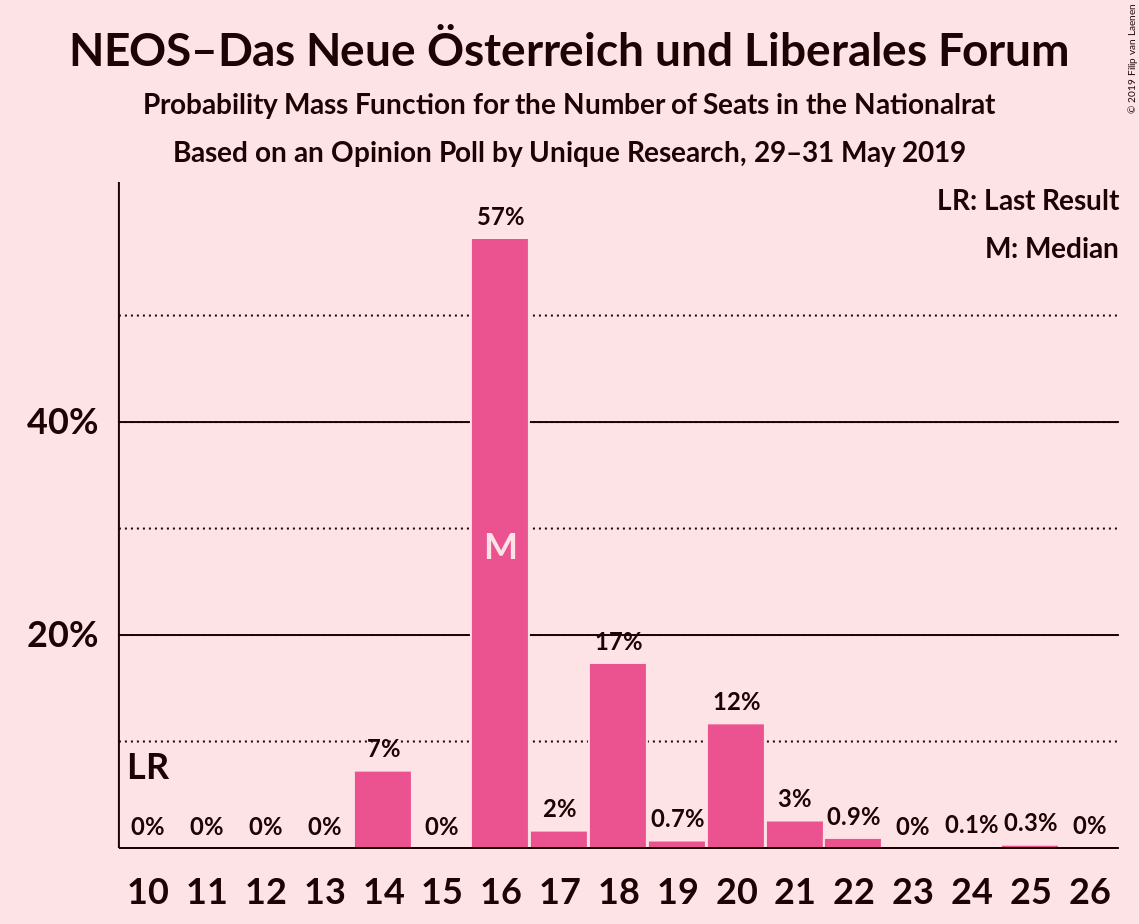 NEOS–Das Neue Österreich und Liberales Forum
Probability Mass Function for the Number of Seats in the Nationalrat
Based on an Opinion Poll by Unique Research, 29–31 May 2019
© 2019 Filip van Laenen
LR: Last Result
M: Median
57%
40%
M
20%
17%
12%
LR
7%
0% 0% 0% 0% 0% 2% 0.7% 3% 0.9% 0% 0.1% 0.3% 0%
10 11 12 13 14 15 16 17 18 19 20 21 22 23 24 25 26